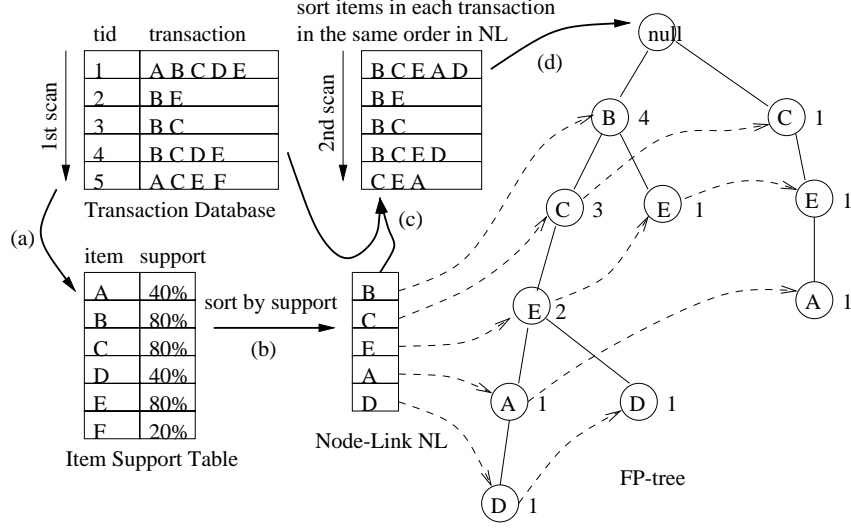 sort items in each transaction
in the same order in NL
tid transaction
1 A B C D E
2 B E
3 B C
4 B C D E
5 A C E F
1st scan
Transaction Database
B C E A D
B E
B C
B C E D
C E A
2nd scan
(a)
(c)
(d)
item support
A 40%
B 80%
C 80%
D 40%
E 80%
F 20%
Item Support Table
sort by support
(b)
B
C
E
A
D
Node-Link NL
null
B 4
C 1
C 3
E 1
E 1
E 2
A 1
A 1
D 1
D 1
FP-tree